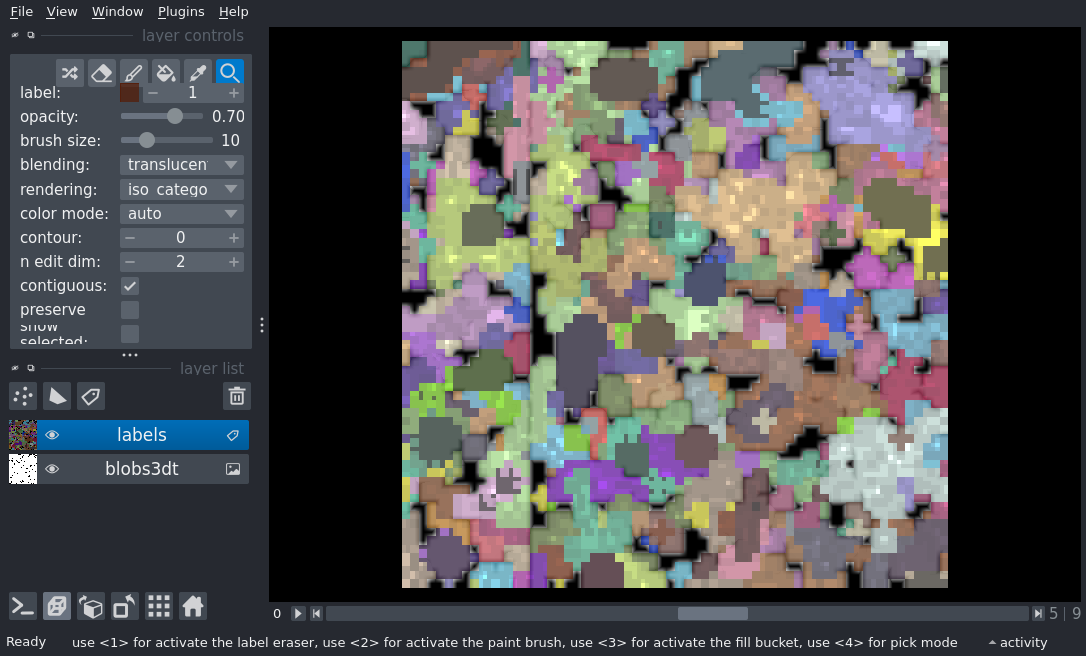 File View Window Plugins Help
layer controls
label: 1
opacity: 0.70
brush size: 10
blending: translucen
rendering: iso_catego
color mode: auto
contour: 0
n edit dim: 2
contiguous:
preserve
show
selected:
layer list
labels
blobs3dt
0 5 | 9
Ready use <1> for activate the label eraser, use <2> for activate the paint brush, use <3> for activate the fill bucket, use <4> for pick mode activity